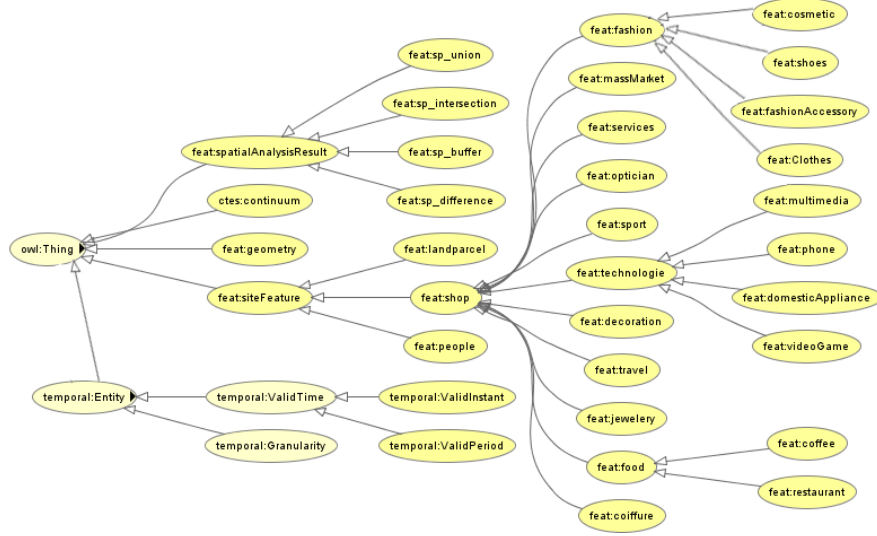 owl:Thing
feat:spatialAnalysisResult
ctes:continuum
feat:geometry
feat:siteFeature
temporal:Entity
temporal:ValidTime
temporal:Granularity
feat:sp_union
feat:sp_intersection
feat:sp_buffer
feat:sp_difference
feat:landparcel
feat:shop
feat:people
temporal:ValidInstant
temporal:ValidPeriod
feat:fashion
feat:massMarket
feat:services
feat:optician
feat:sport
feat:technologie
feat:decoration
feat:travel
feat:jewelery
feat:food
feat:coiffure
feat:cosmetic
feat:shoes
feat:fashionAccessory
feat:Clothes
feat:multimedia
feat:phone
feat:domesticAppliance
feat:videoGame
feat:coffee
feat:restaurant